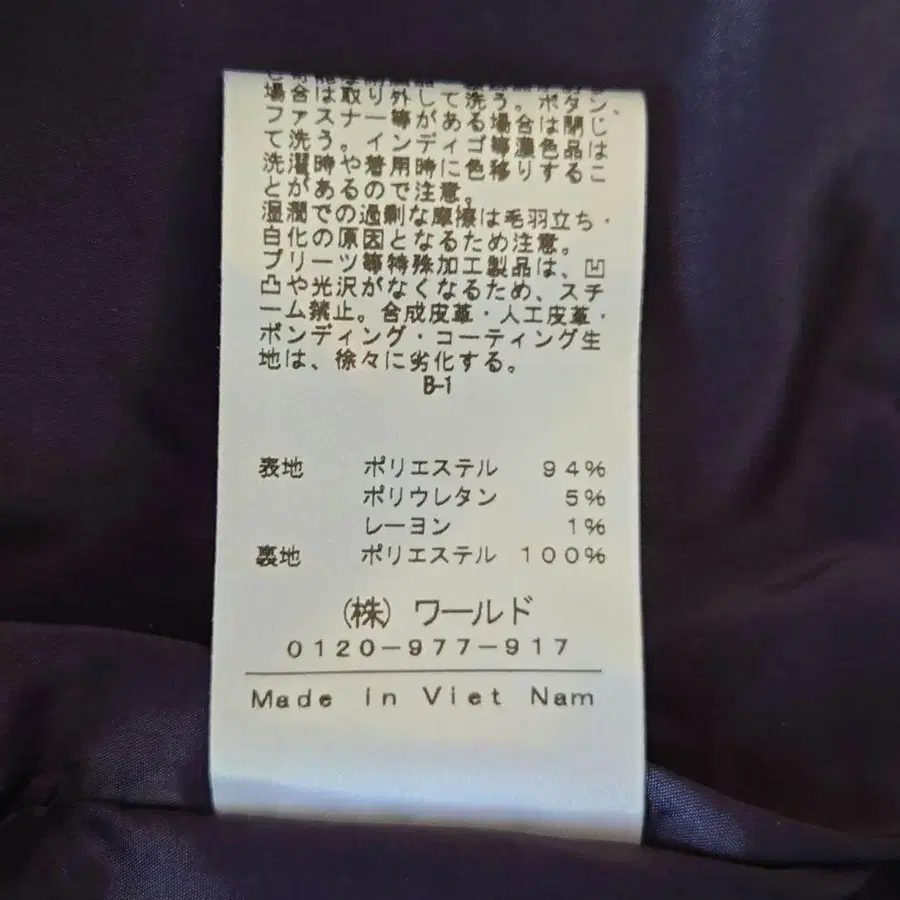 場合は取り外して洗う。ボタン、
ファスナー等がある場合は閉じ
て洗う。インディゴ等濃色品は
洗濯時や着用時に色移りするこ
とがあるので注意。
湿潤での過剰な摩擦は毛羽立ち・
白化の原因となるため注意。
プリーツ等特殊加工製品は、凹
凸や光沢がなくなるため、スチ
ーム禁止。合成皮革・人工皮革・
ボンディング・コーティング生
地は、徐々に劣化する。
B-1
表地 ポリエステル 94%
ポリウレタン 5%
レーヨン 1%
裏地 ポリエステル 100%
(株) ワールド
0120-977-917
Made in Viet Nam